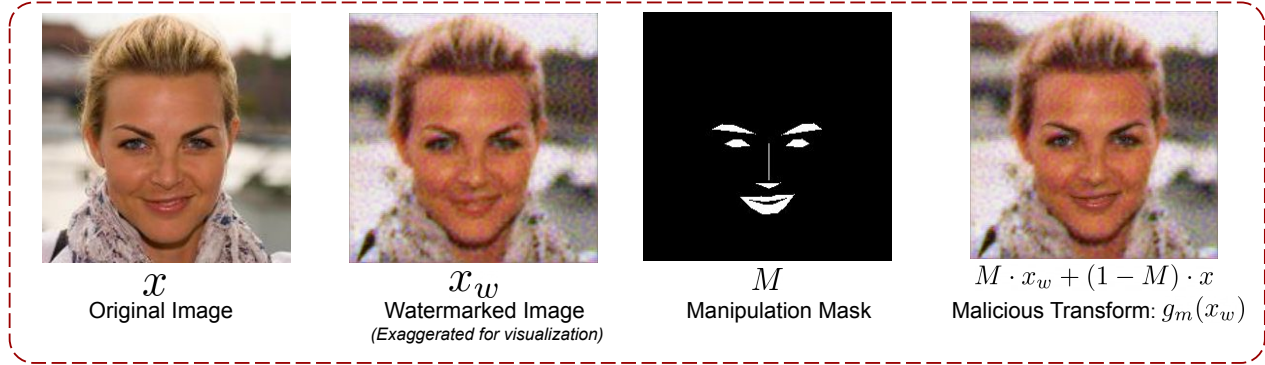 x
Original Image
x_w
Watermarked Image
(Exaggerated for visualization)
M
Manipulation Mask
M · x_w + (1 − M) · x
Malicious Transform: g_m(x_w)